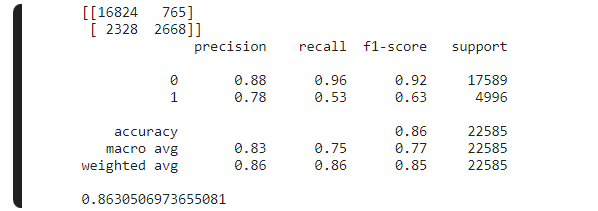 [[16824   765]
 [ 2328  2668]]
              precision    recall  f1-score   support

           0       0.88      0.96      0.92     17589
           1       0.78      0.53      0.63      4996

    accuracy                           0.86     22585
   macro avg       0.83      0.75      0.77     22585
weighted avg       0.86      0.86      0.85     22585

0.8630506973655081